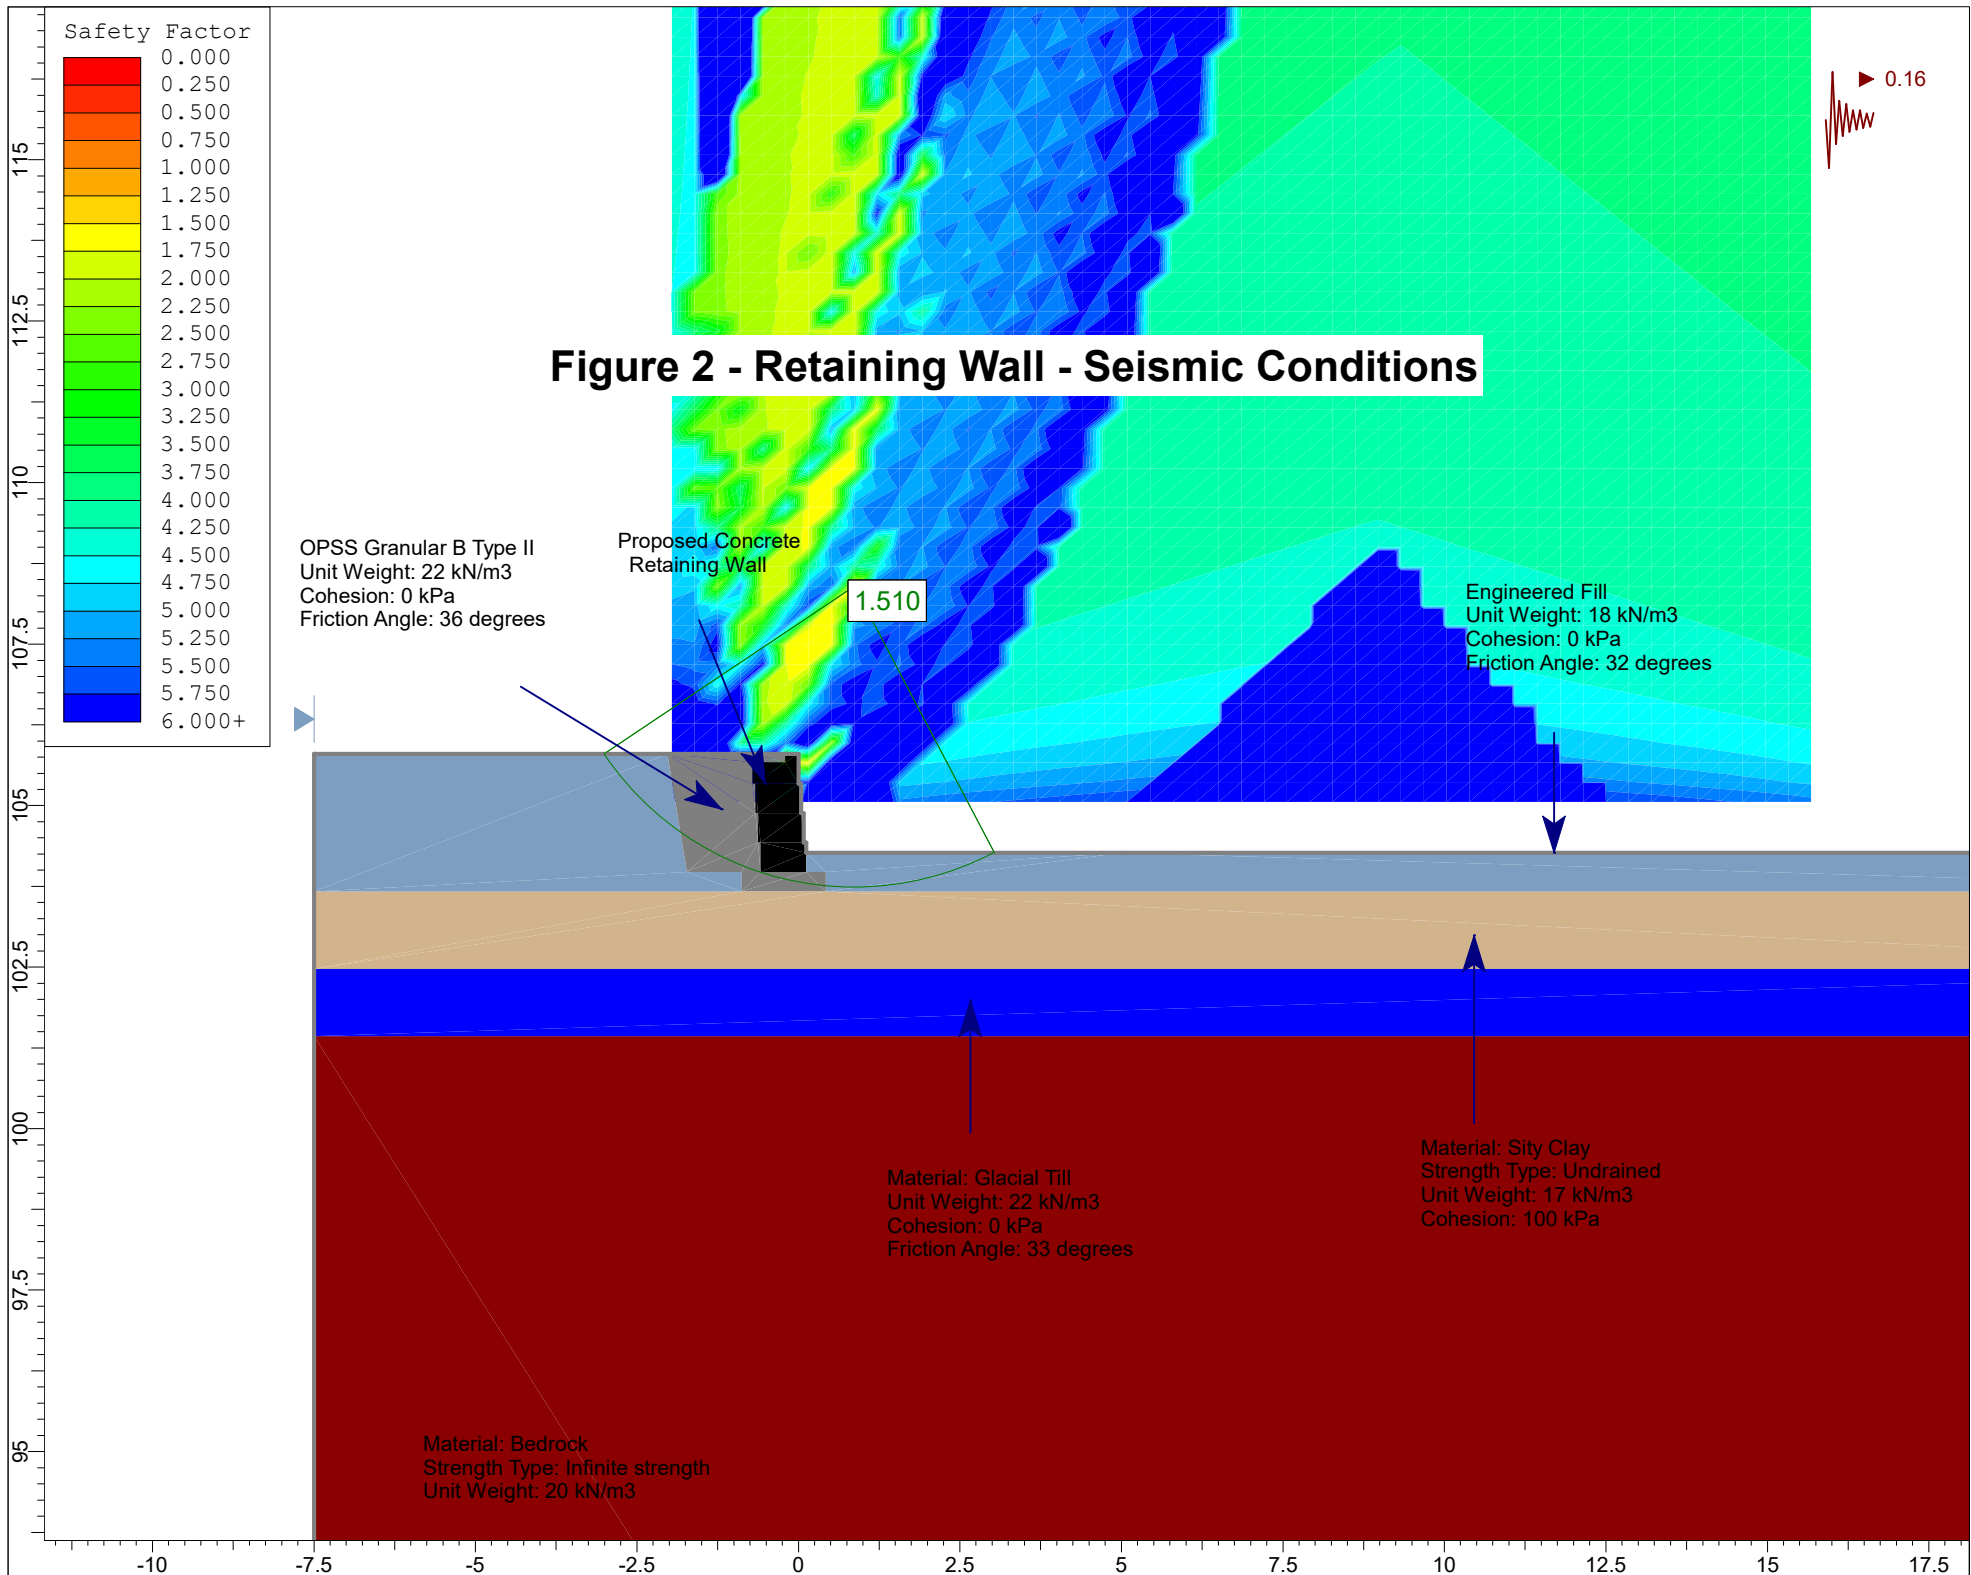 Safety Factor
0.000
0.250
0.500
0.750
1.000
1.250
1.500
1.750
2.000
2.250
2.500
2.750
3.000
3.250
3.500
3.750
4.000
4.250
4.500
4.750
5.000
5.250
5.500
5.750
6.000+
0.16
Figure 2 - Retaining Wall - Seismic Conditions
OPSS Granular B Type II
Unit Weight: 22 kN/m3
Cohesion: 0 kPa
Friction Angle: 36 degrees
Proposed Concrete
Retaining Wall
1.510
Engineered Fill
Unit Weight: 18 kN/m3
Cohesion: 0 kPa
Friction Angle: 32 degrees
Material: Glacial Till
Unit Weight: 22 kN/m3
Cohesion: 0 kPa
Friction Angle: 33 degrees
Material: Sity Clay
Strength Type: Undrained
Unit Weight: 17 kN/m3
Cohesion: 100 kPa
Material: Bedrock
Strength Type: Infinite strength
Unit Weight: 20 kN/m3
115
112.5
110
107.5
105
102.5
100
97.5
95
-10
-7.5
-5
-2.5
0
2.5
5
7.5
10
12.5
15
17.5